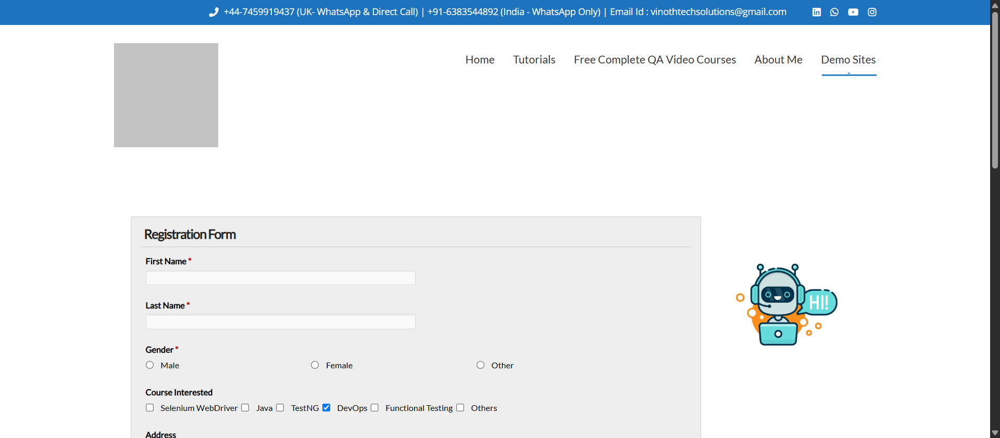 +44-7459919437 (UK- WhatsApp & Direct Call) | +91-6383544892 (India - WhatsApp Only) | Email Id : vinothtechsolutions@gmail.com
Home Tutorials Free Complete QA Video Courses About Me Demo Sites
Registration Form
First Name *
Last Name *
HI!
Gender *
Male Female Other
Course Interested
Selenium WebDriver Java TestNG DevOps Functional Testing Others
Address